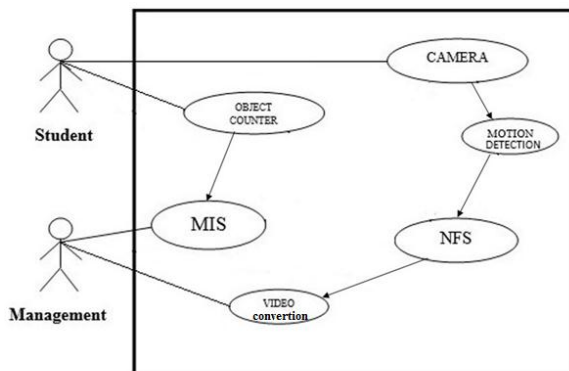 CAMERA
OBJECT
COUNTER
MOTION
DETECTION
Student
MIS
NFS
Management
VIDEO
convertion